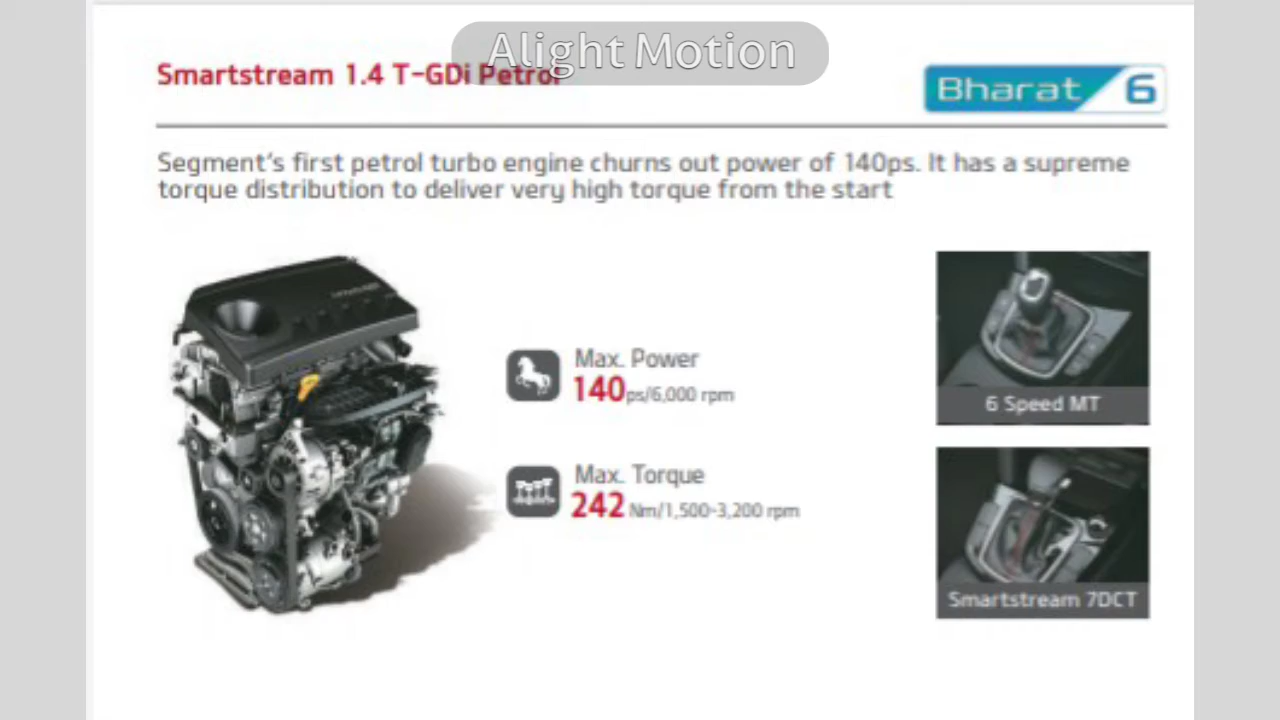 Alight Motion
Smartstream 1.4 T-GDi Petrol
Bharat 6
Segment's first petrol turbo engine churns out power of 140ps. It has a supreme
torque distribution to deliver very high torque from the start
Max. Power
140ps/6,000 rpm
6 Speed MT
Max. Torque
242 Nm/1,500-3,200 rpm
Smartstream 7DCT